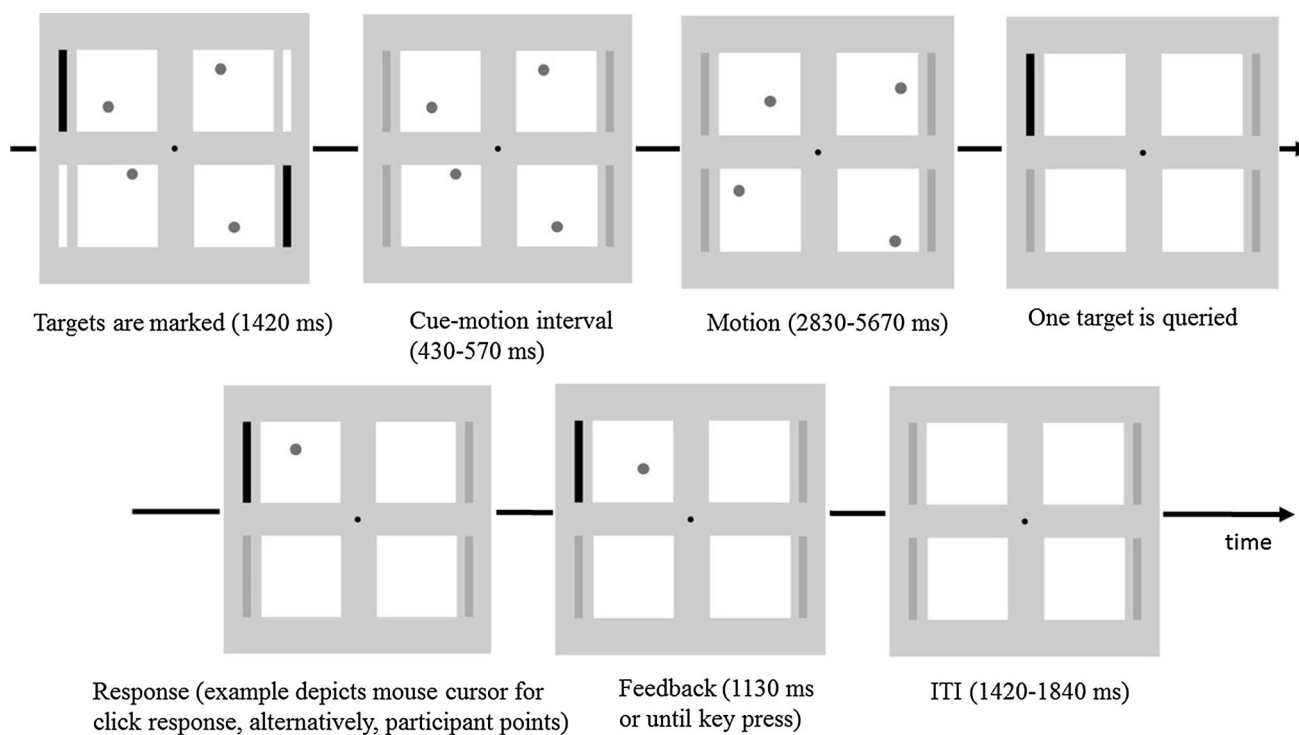 Targets are marked (1420 ms)
Cue-motion interval
(430-570 ms)
Motion (2830-5670 ms)
One target is queried
time
Response (example depicts mouse cursor for
click response, alternatively, participant points)
Feedback (1130 ms
or until key press)
ITI (1420-1840 ms)